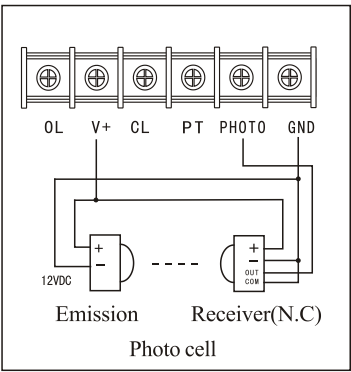 OL V+ CL PT PHOTO GND
+ +
- -
OUT
12VDC COM
Emission Receiver(N.C)
Photo cell